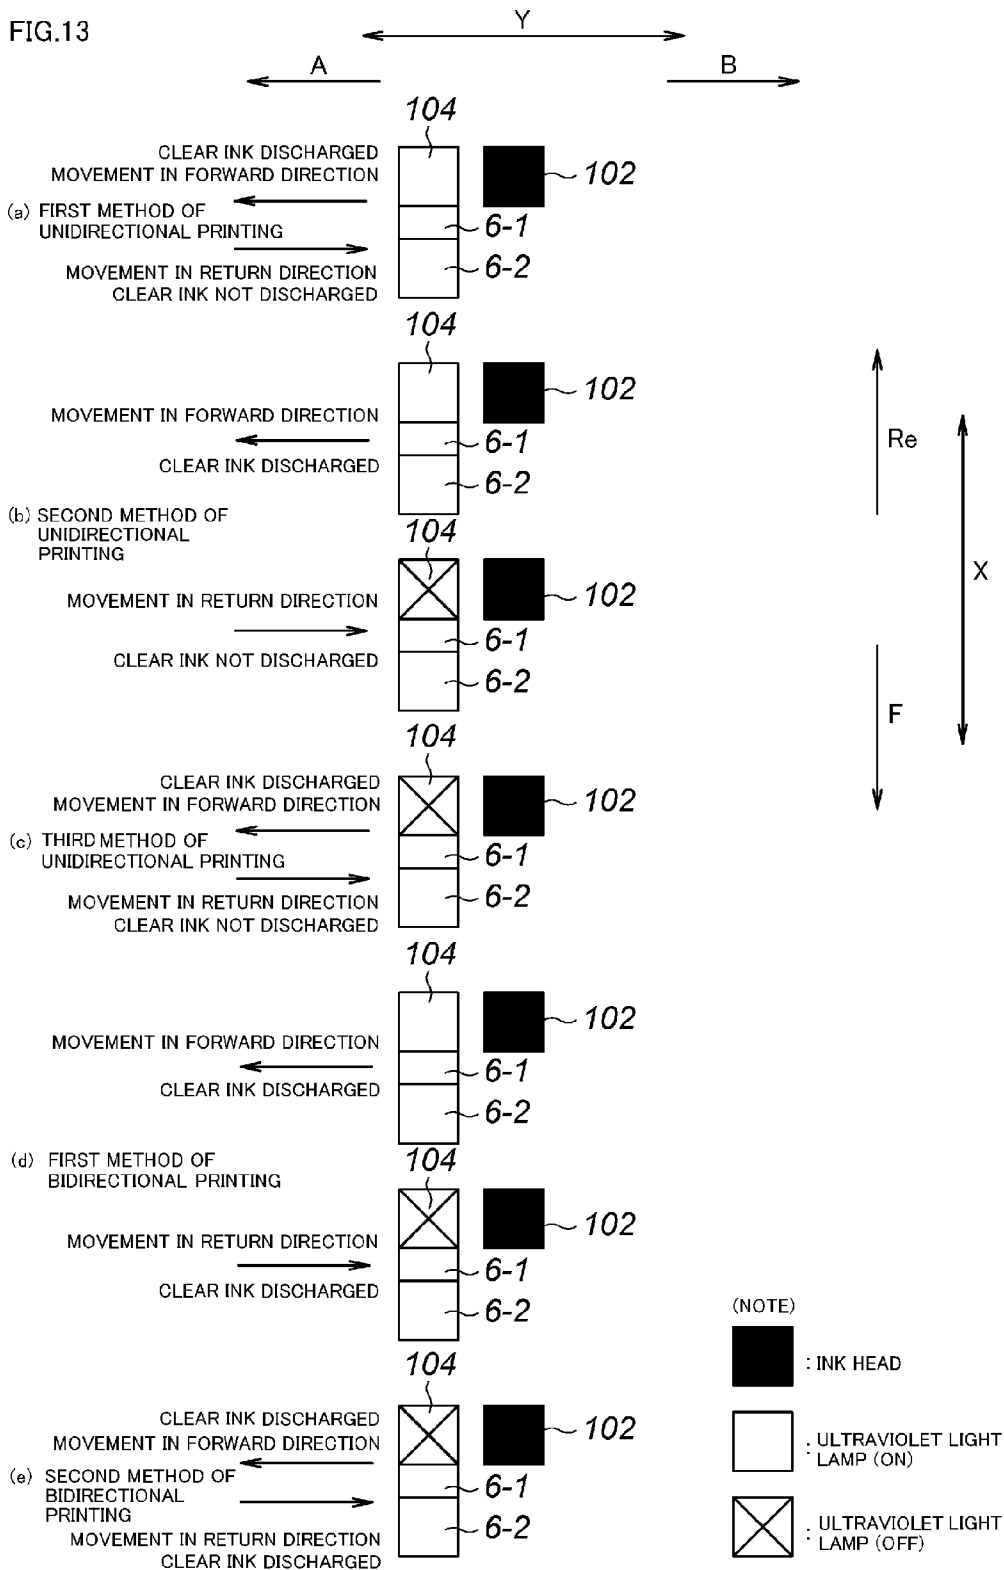 FIG.13
Y
A
B
104
CLEAR INK DISCHARGED
MOVEMENT IN FORWARD DIRECTION
102
(a) FIRST METHOD OF
UNIDIRECTIONAL PRINTING
6-1
6-2
MOVEMENT IN RETURN DIRECTION
CLEAR INK NOT DISCHARGED
104
102
MOVEMENT IN FORWARD DIRECTION
6-1
CLEAR INK DISCHARGED
6-2
Re
X
F
(b) SECOND METHOD OF
UNIDIRECTIONAL
PRINTING
104
102
MOVEMENT IN RETURN DIRECTION
6-1
CLEAR INK NOT DISCHARGED
6-2
104
CLEAR INK DISCHARGED
MOVEMENT IN FORWARD DIRECTION
102
(c) THIRD METHOD OF
UNIDIRECTIONAL PRINTING
6-1
6-2
MOVEMENT IN RETURN DIRECTION
CLEAR INK NOT DISCHARGED
104
102
MOVEMENT IN FORWARD DIRECTION
6-1
CLEAR INK DISCHARGED
6-2
(d) FIRST METHOD OF
BIDIRECTIONAL PRINTING
104
102
MOVEMENT IN RETURN DIRECTION
6-1
CLEAR INK DISCHARGED
6-2
104
CLEAR INK DISCHARGED
MOVEMENT IN FORWARD DIRECTION
102
(e) SECOND METHOD OF
BIDIRECTIONAL
PRINTING
6-1
6-2
MOVEMENT IN RETURN DIRECTION
CLEAR INK DISCHARGED
(NOTE)
: INK HEAD
: ULTRAVIOLET LIGHT
LAMP (ON)
: ULTRAVIOLET LIGHT
LAMP (OFF)